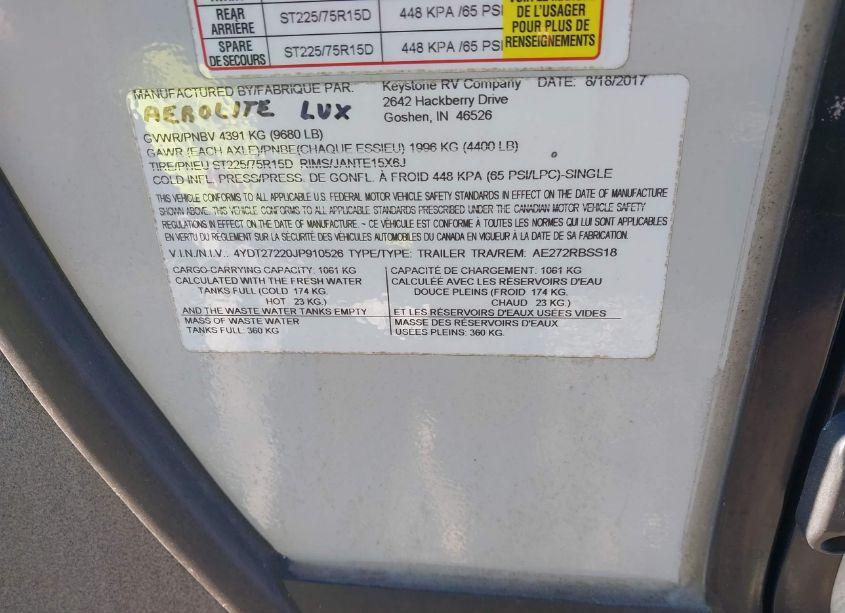 REAR
ARRIÈRE
ST225/75R15D
448 KPA /65 PSI
SPARE
DE SECOURS
ST225/75R15D
448 KPA /65 PSI
DE L'USAGER
POUR PLUS DE
RENSEIGNEMENTS
MANUFACTURED BY/FABRIQUE PAR: Keystone RV Company DATE: 8/18/2017
2642 Hackberry Drive
Goshen, IN 46526
AEROLITE LUX
GVWR/PNBV 4391 KG (9680 LB)
GAWR (EACH AXLE)/PNBE(CHAQUE ESSIEU) 1996 KG (4400 LB)
TIRE/PNEU ST225/75R15D RIMS/JANTE15X6J
COLD INFL. PRESS/PRESS. DE GONFL. À FROID 448 KPA (65 PSI/LPC)-SINGLE
THIS VEHICLE CONFORMS TO ALL APPLICABLE U.S. FEDERAL MOTOR VEHICLE SAFETY STANDARDS IN EFFECT ON THE DATE OF MANUFACTURE
SHOWN ABOVE. THIS VEHICLE CONFORMS TO ALL APPLICABLE STANDARDS PRESCRIBED UNDER THE CANADIAN MOTOR VEHICLE SAFETY
REGULATIONS IN EFFECT ON THE DATE OF MANUFACTURE. ~ CE VÉHICULE EST CONFORME À TOUTES LES NORMES QUI LUI SONT APPLICABLES
EN VERTU DU RÈGLEMENT SUR LA SÉCURITÉ DES VÉHICULES AUTOMOBILES DU CANADA EN VIGUEUR À LA DATE DE SA FABRICATION.
V.I.N./N.I.V.. 4YDT27220JP910526 TYPE/TYPE: TRAILER TRA/REM: AE272RBSS18
CARGO-CARRYING CAPACITY: 1061 KG
CALCULATED WITH THE FRESH WATER
TANKS FULL (COLD: 174 KG.
HOT 23 KG.)
AND THE WASTE WATER TANKS EMPTY
MASS OF WASTE WATER
TANKS FULL: 360 KG
CAPACITÉ DE CHARGEMENT: 1061 KG
CALCULÉE AVEC LES RÉSERVOIRS D'EAU
DOUCE PLEINS (FROID 174 KG.
CHAUD 23 KG.)
ET LES RÉSERVOIRS D'EAUX USÉES VIDES
MASSE DES RÉSERVOIRS D'EAUX
USÉES PLEINS: 360 KG.